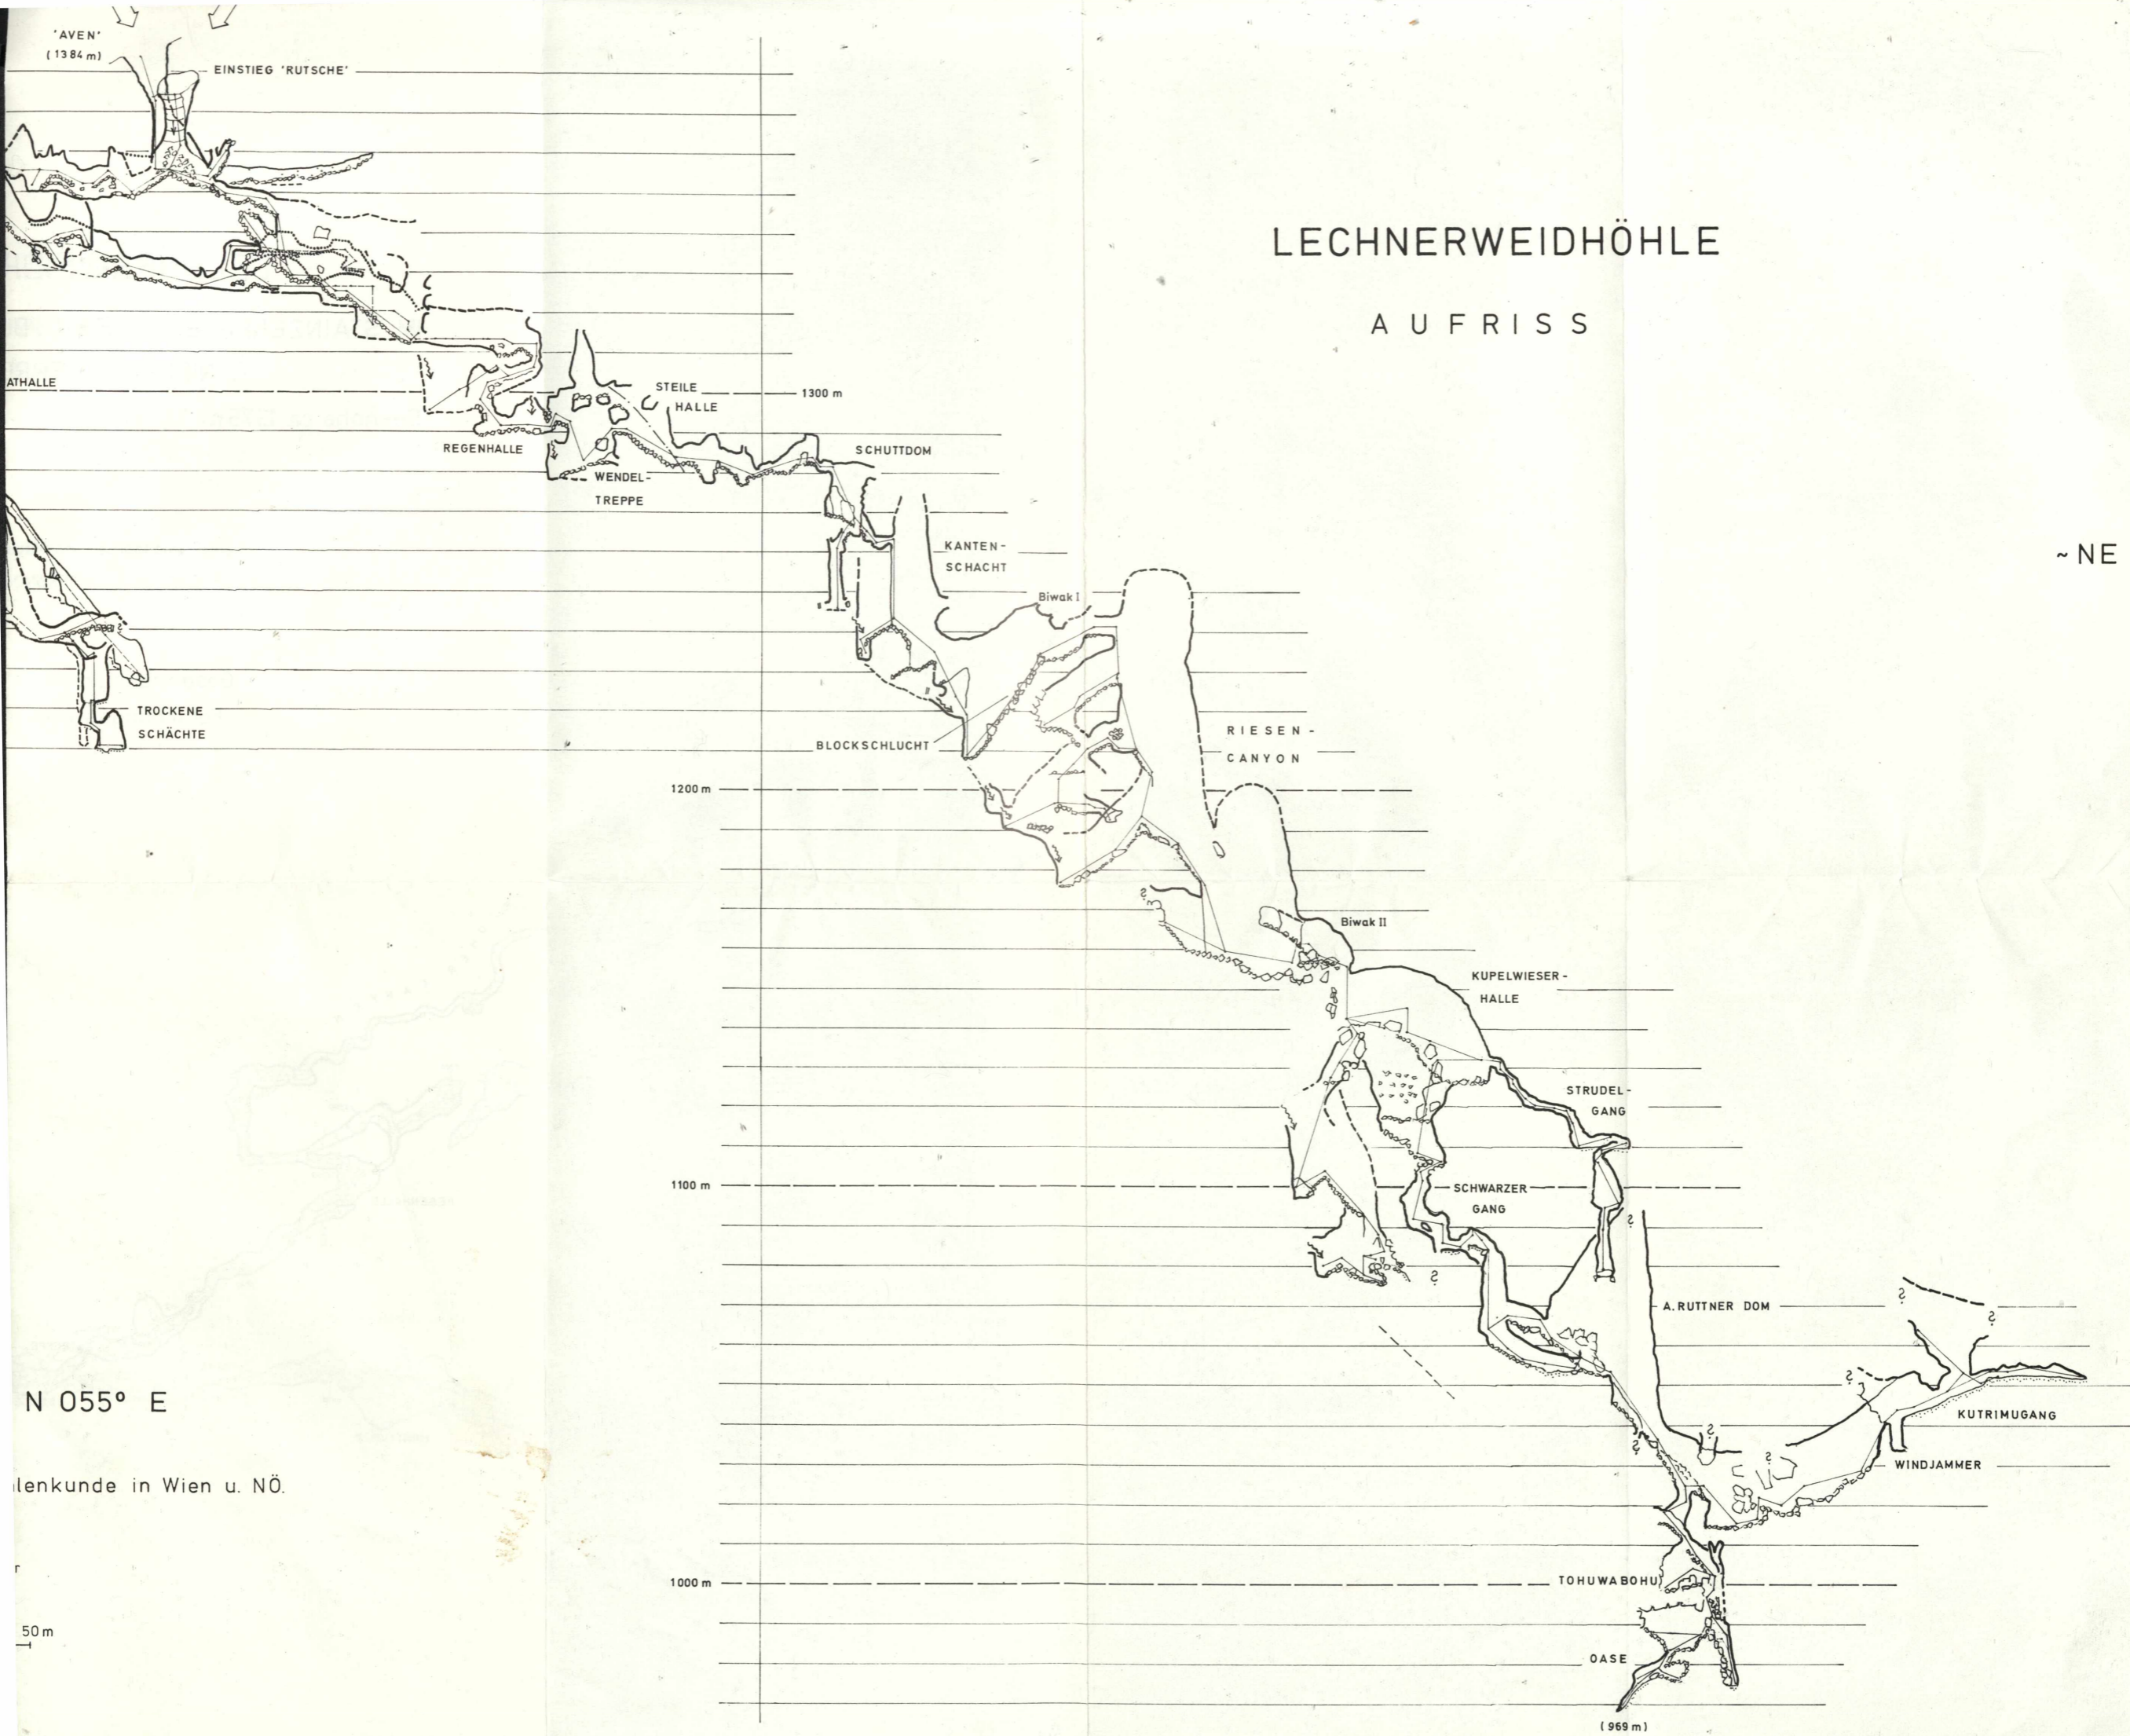 'AVEN'
(1384 m)
EINSTIEG 'RUTSCHE'
LECHNERWEIDHÖHLE
AUFRISS
ATHALLE
STEILE
HALLE
1300 m
REGENHALLE
SCHUTTDOM
WENDEL-
TREPPE
KANTEN-
SCHACHT
~NE
Biwak I
TROCKENE
SCHÄCHTE
BLOCKSCHLUCHT
RIESEN-
CANYON
1200 m
Biwak II
KUPELWIESER-
HALLE
STRUDEL-
GANG
1100 m
SCHWARZER
GANG
A. RUTTNER DOM
N 055° E
KUTRIMUGANG
WINDJAMMER
lenkunde in Wien u. NÖ.
r
1000 m
TOHUWABOHU
50 m
OASE
(969 m)